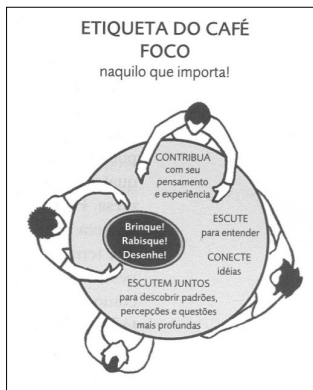 ETIQUETA DO CAFÉ
FOCO
naquilo que importa!
CONTRIBUA
com seu
pensamento
e experiência
Brinque!
Rabisque!
Desenhe!
ESCUTE
para entender
CONECTE
idéias
ESCUTEM JUNTOS
para descobrir padrões,
percepções e questões
mais profundas